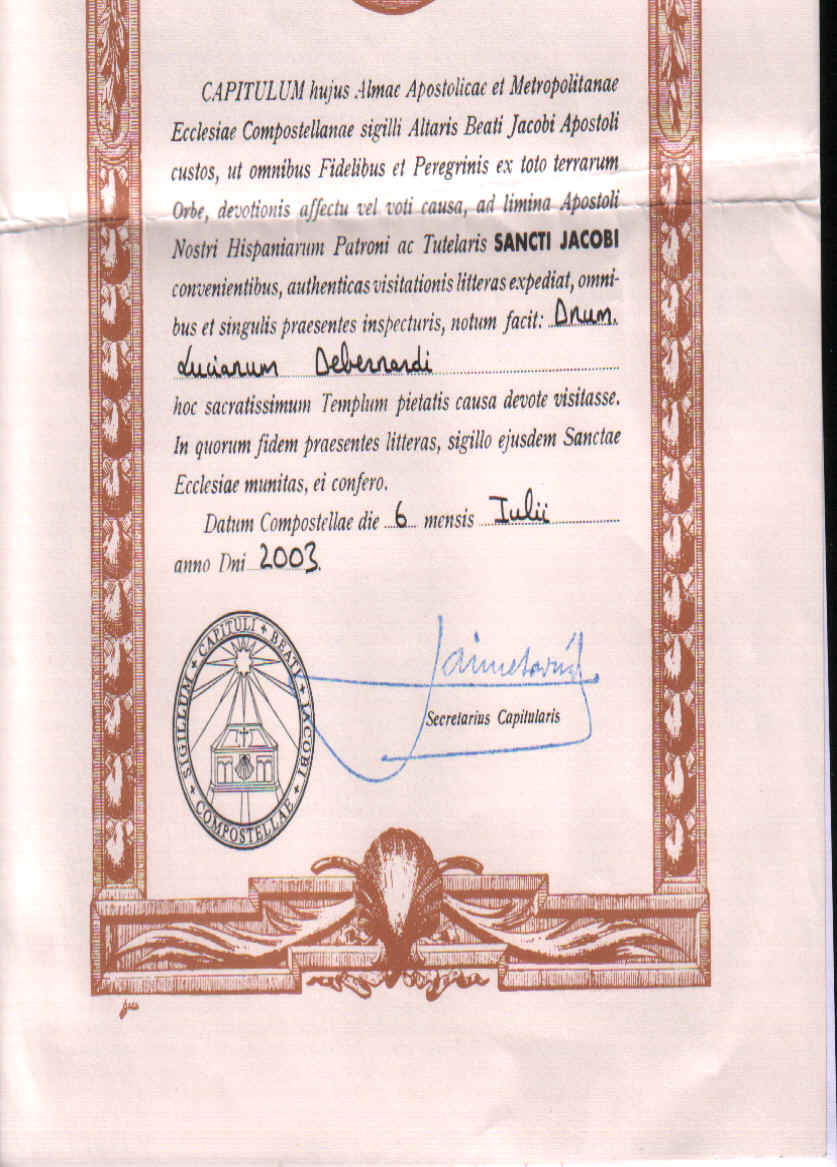 CAPITULUM hujus Almae Apostolicae et Metropolitanae
Ecclesiae Compostellanae sigilli Altaris Beati Jacobi Apostoli
custos, ut omnibus Fidelibus et Peregrinis ex toto terrarum
Orbe, devotionis affectu vel voti causa, ad limina Apostoli
Nostri Hispaniarum Patroni ac Tutelaris SANCTI JACOBI
convenientibus, authenticas visitationis litteras expediat, omni-
bus et singulis praesentes inspecturis, notum facit: Dnum.
Lucianum Debernardi
hoc sacratissimum Templum pietatis causa devote visitasse.
In quorum fidem praesentes litteras, sigillo ejusdem Sanctae
Ecclesiae munitas, ei confero.
Datum Compostellae die 6 mensis Iulii
anno Dni 2003.
SIGILLUM + CAPITULI + BEATI + JACOBI + COMPOSTELLAE +
Secretarius Capitularis